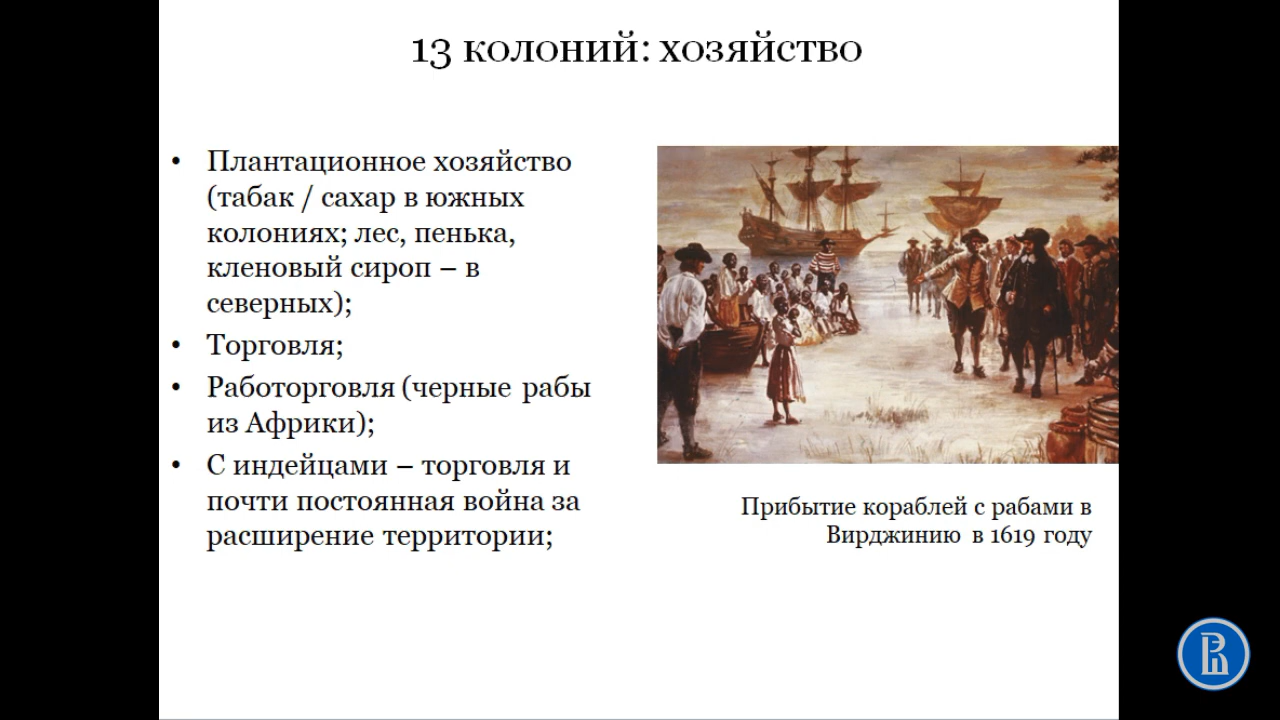 13 колоний: хозяйство
• Плантационное хозяйство
(табак / сахар в южных
колониях; лес, пенька,
кленовый сироп – в
северных);
• Торговля;
• Работорговля (черные рабы
из Африки);
• С индейцами – торговля и
почти постоянная война за
расширение территории;
Прибытие кораблей с рабами в
Вирджинию в 1619 году